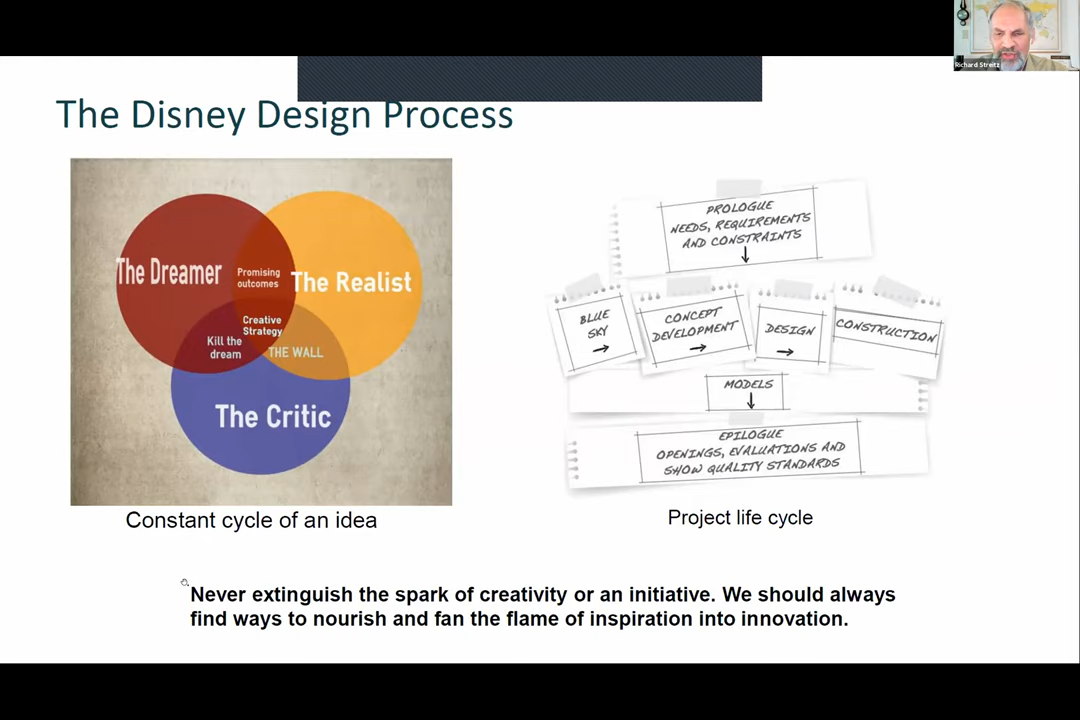 Richard Streitz
The Disney Design Process
The Dreamer
Promising
outcomes
The Realist
Creative
Strategy
Kill the
dream
THE WALL
The Critic
Constant cycle of an idea
PROLOGUE
NEEDS, REQUIREMENTS
AND CONSTRAINTS
BLUE
SKY
CONCEPT
DEVELOPMENT
DESIGN
CONSTRUCTION
MODELS
EPILOGUE
OPENINGS, EVALUATIONS AND
SHOW QUALITY STANDARDS
Project life cycle
Never extinguish the spark of creativity or an initiative. We should always
find ways to nourish and fan the flame of inspiration into innovation.